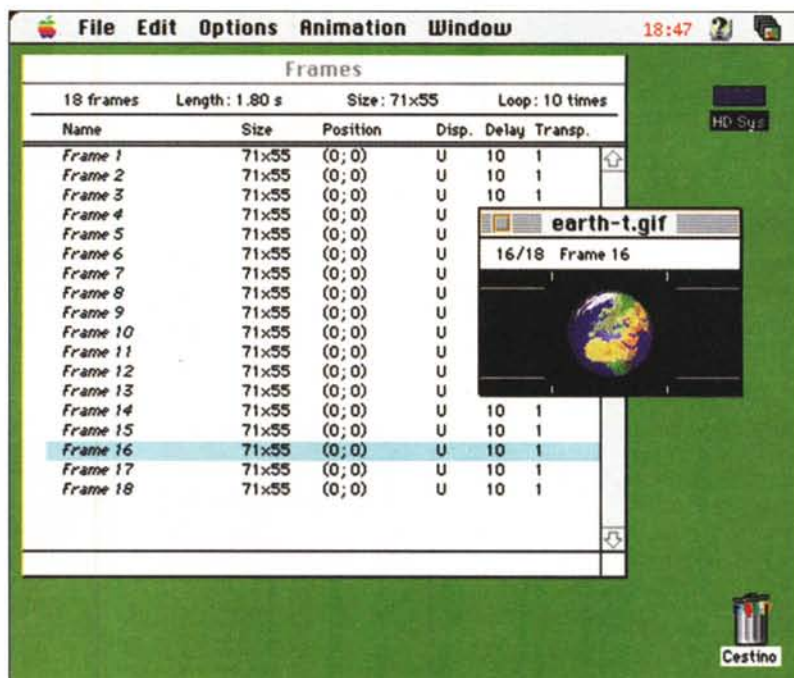 File Edit Options Animation Window 18:47
Frames
18 frames Length: 1.80 s Size: 71x55 Loop: 10 times
Name Size Position Disp. Delay Transp.
Frame 1 71x55 (0; 0) U 10 1
Frame 2 71x55 (0; 0) U 10 1
Frame 3 71x55 (0; 0) U 10 1
Frame 4 71x55 (0; 0) U
Frame 5 71x55 (0; 0) U
Frame 6 71x55 (0; 0) U
Frame 7 71x55 (0; 0) U
Frame 8 71x55 (0; 0) U
Frame 9 71x55 (0; 0) U
Frame 10 71x55 (0; 0) U
Frame 11 71x55 (0; 0) U
Frame 12 71x55 (0; 0) U
Frame 13 71x55 (0; 0) U
Frame 14 71x55 (0; 0) U 10 1
Frame 15 71x55 (0; 0) U 10 1
Frame 16 71x55 (0; 0) U 10 1
Frame 17 71x55 (0; 0) U 10 1
Frame 18 71x55 (0; 0) U 10 1
earth-t.gif
16/18 Frame 16
HD Sys
Cestino